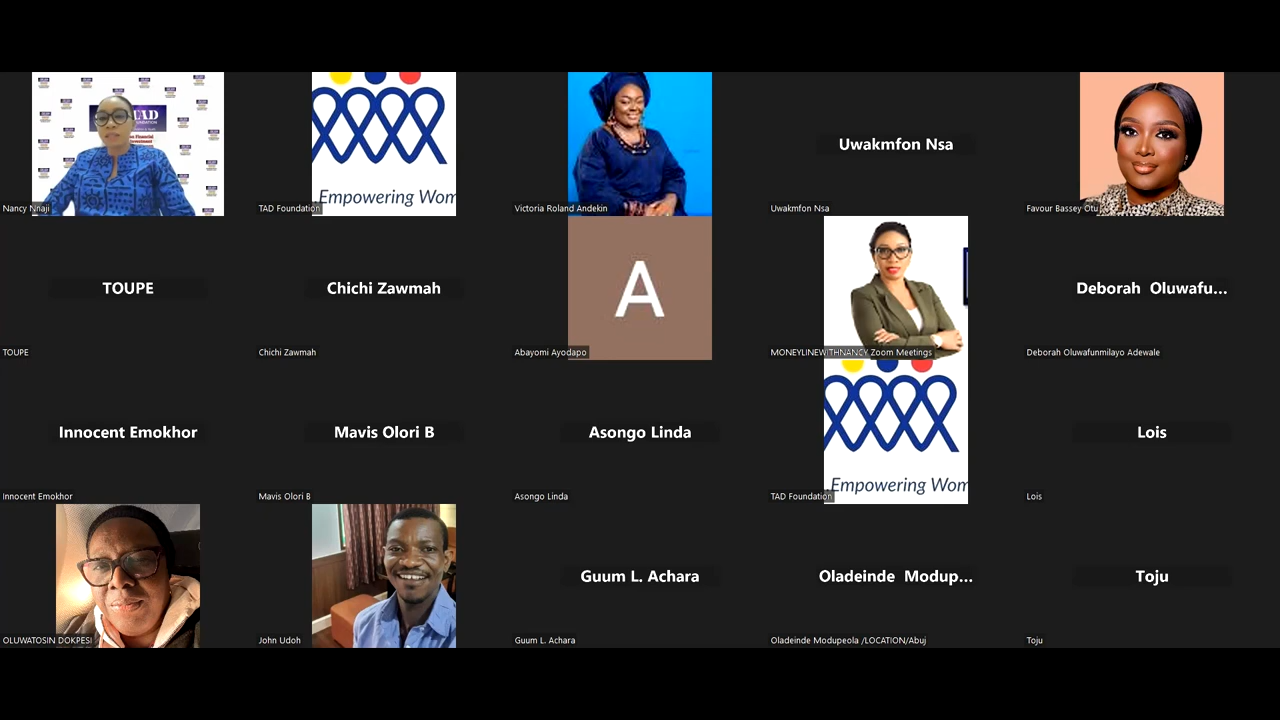 TAD
Nancy Nnaji
Empowering Wom
TAD Foundation
Victoria Roland Andekin
Uwakmfon Nsa
Uwakmfon Nsa
Favour Bassey Otu
TOUPE
TOUPE
Chichi Zawmah
Chichi Zawmah
A
Abayomi Ayodapo
MONEYLINEWITHNANCY Zoom Meetings
Deborah Oluwafu...
Deborah Oluwafunmilayo Adewale
Innocent Emokhor
Innocent Emokhor
Mavis Olori B
Mavis Olori B
Asongo Linda
Asongo Linda
Empowering Wom
TAD Foundation
Lois
Lois
OLUWATOSIN DOKPESI
John Udoh
Guum L. Achara
Guum L. Achara
Oladeinde Modup...
Oladeinde Modupeola /LOCATION/Abuj
Toju
Toju